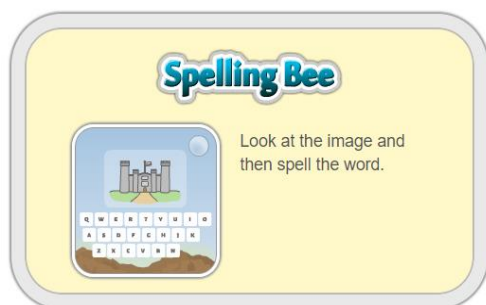 Spelling Bee
Look at the image and
then spell the word.
Q W E R T Y U I O
A S D F G H J K
Z X C V B N